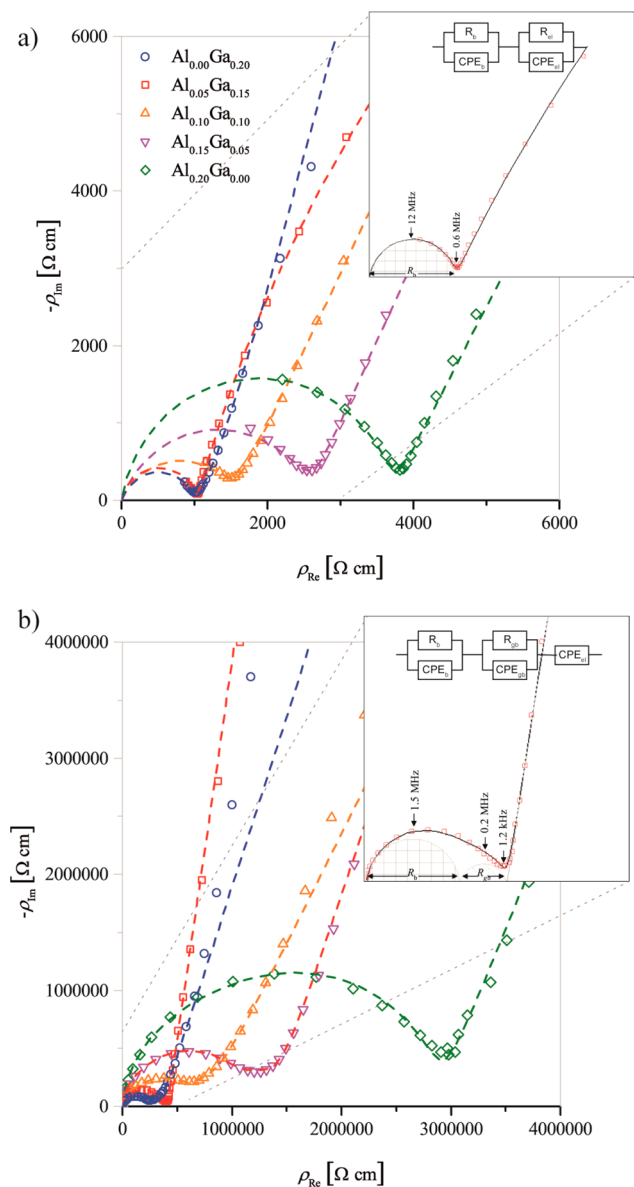 a)
6000
4000
2000
0
-ρIm [Ω cm]
Al0.00Ga0.20
Al0.05Ga0.15
Al0.10Ga0.10
Al0.15Ga0.05
Al0.20Ga0.00
Rb
Rel
CPEb
CPEel
12 MHz
0.6 MHz
Rb
0
2000
4000
6000
ρRe [Ω cm]
b)
4000000
3000000
2000000
1000000
0
-ρIm [Ω cm]
Rb
Rgb
CPEb
CPEgb
CPEel
1.5 MHz
0.2 MHz
1.2 kHz
Rb
Rgb
0
1000000
2000000
3000000
4000000
ρRe [Ω cm]